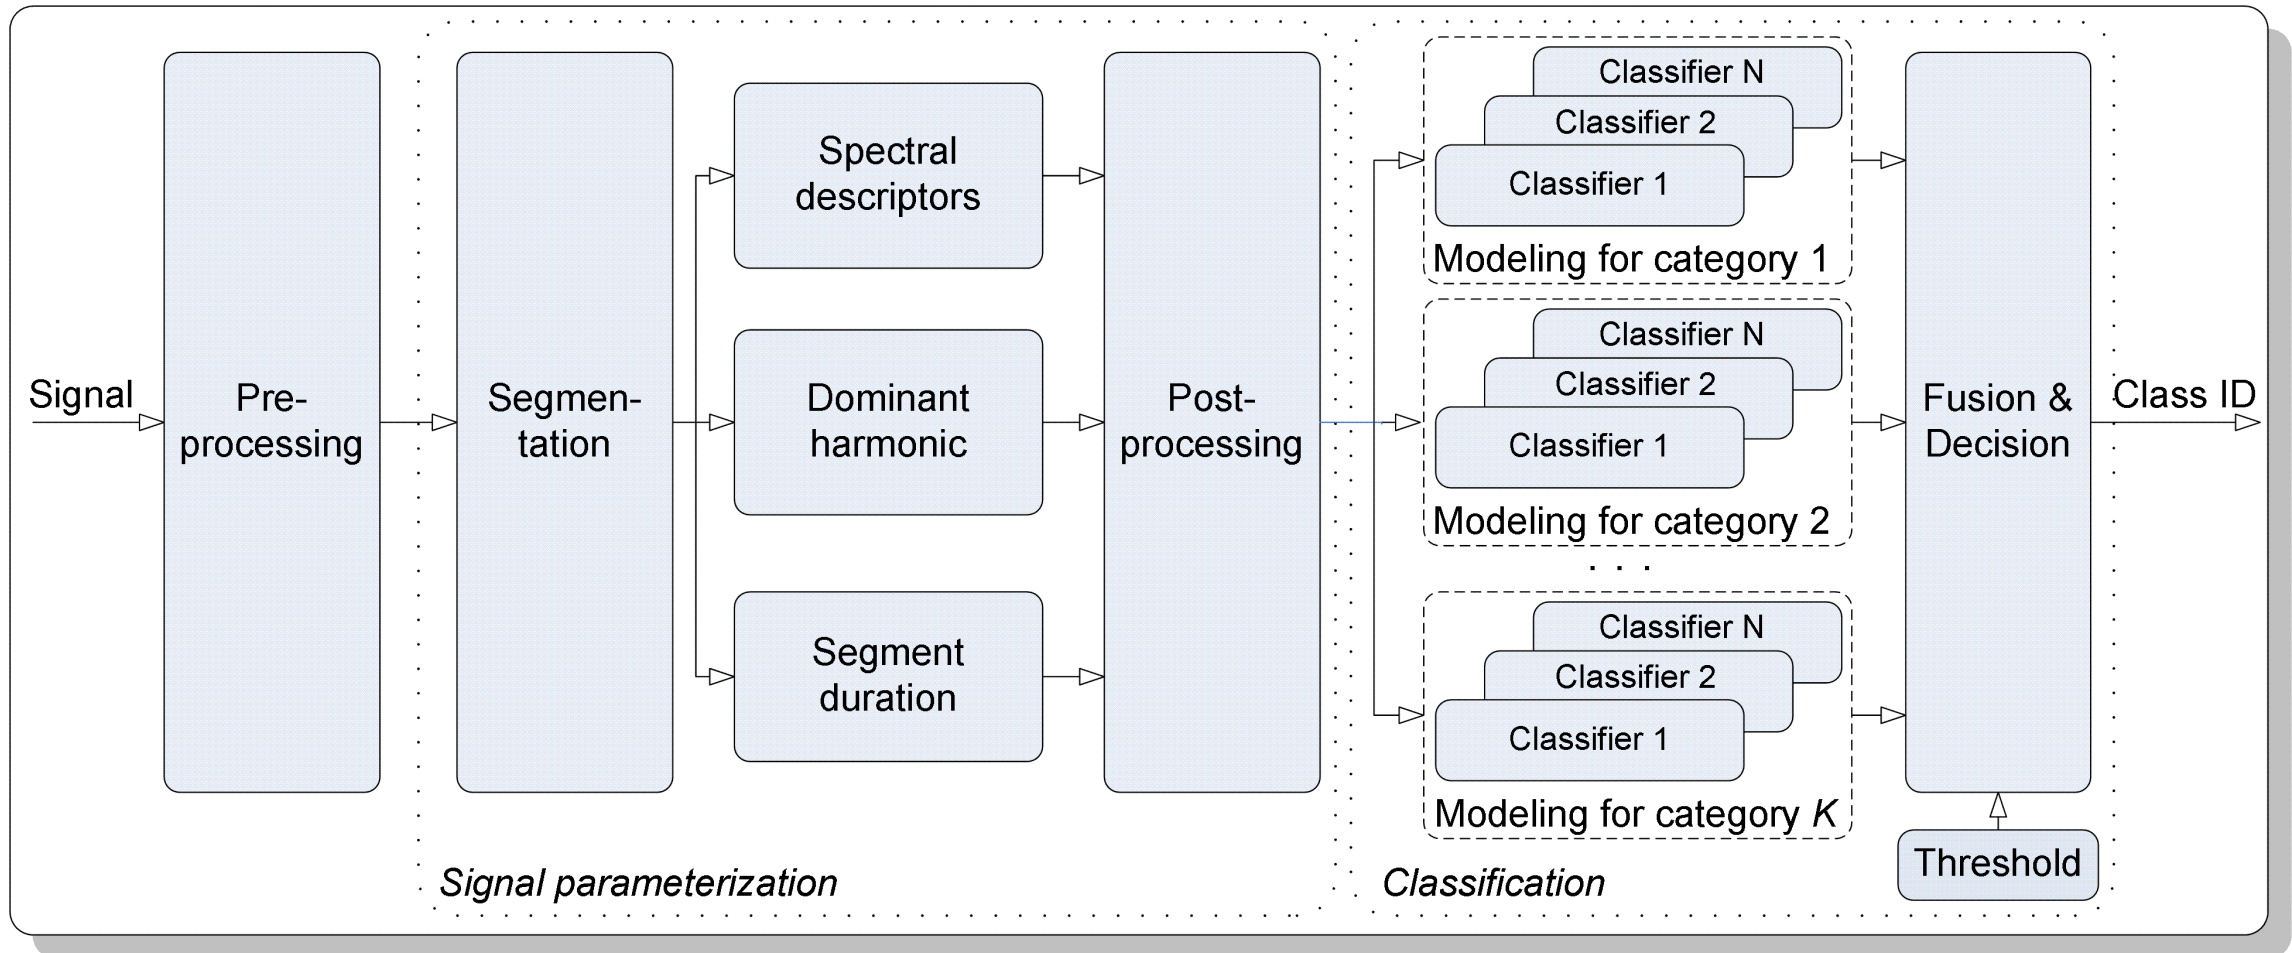 Signal
Pre-
processing
Segmen-
tation
Spectral
descriptors
Dominant
harmonic
Segment
duration
Post-
processing
Signal parameterization
Classifier N
Classifier 2
Classifier 1
Modeling for category 1
Classifier N
Classifier 2
Classifier 1
Modeling for category 2
. . .
Classifier N
Classifier 2
Classifier 1
Modeling for category K
Fusion &
Decision
Threshold
Classification
Class ID